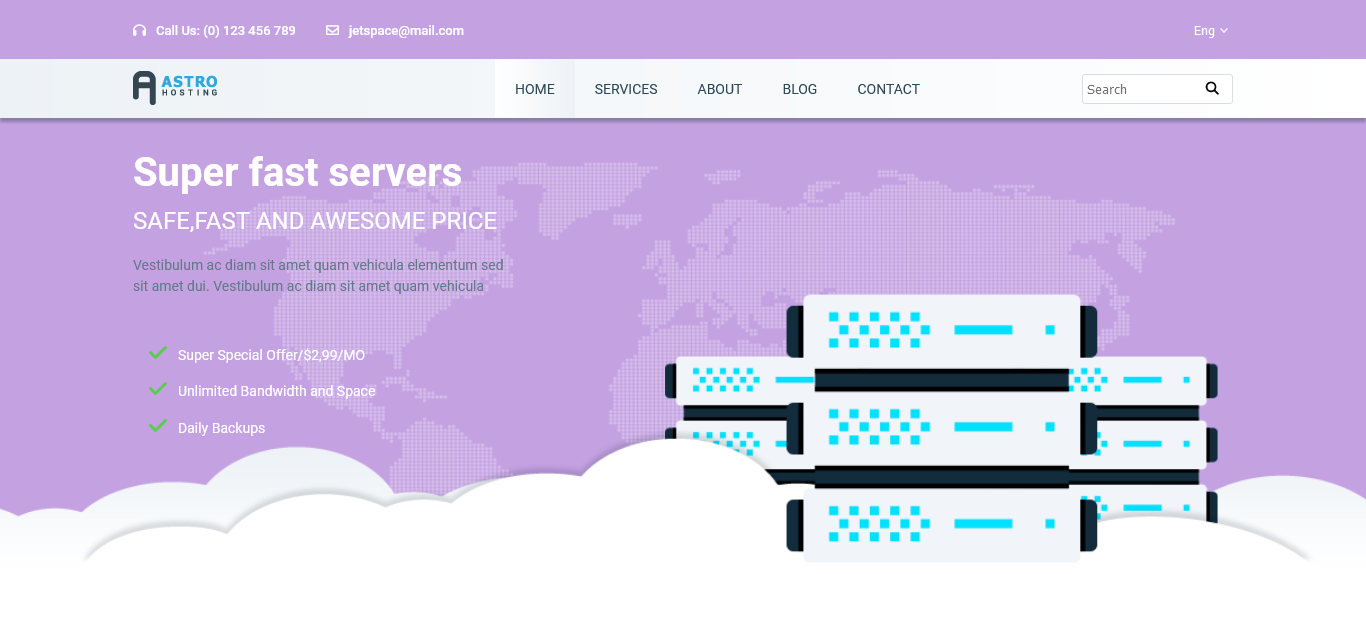 Call Us: (0) 123 456 789
jetspace@mail.com
Eng
ASTRO
HOSTING
HOME
SERVICES
ABOUT
BLOG
CONTACT
Search
Super fast servers
SAFE,FAST AND AWESOME PRICE
Vestibulum ac diam sit amet quam vehicula elementum sed
sit amet dui. Vestibulum ac diam sit amet quam vehicula
Super Special Offer/$2,99/MO
Unlimited Bandwidth and Space
Daily Backups